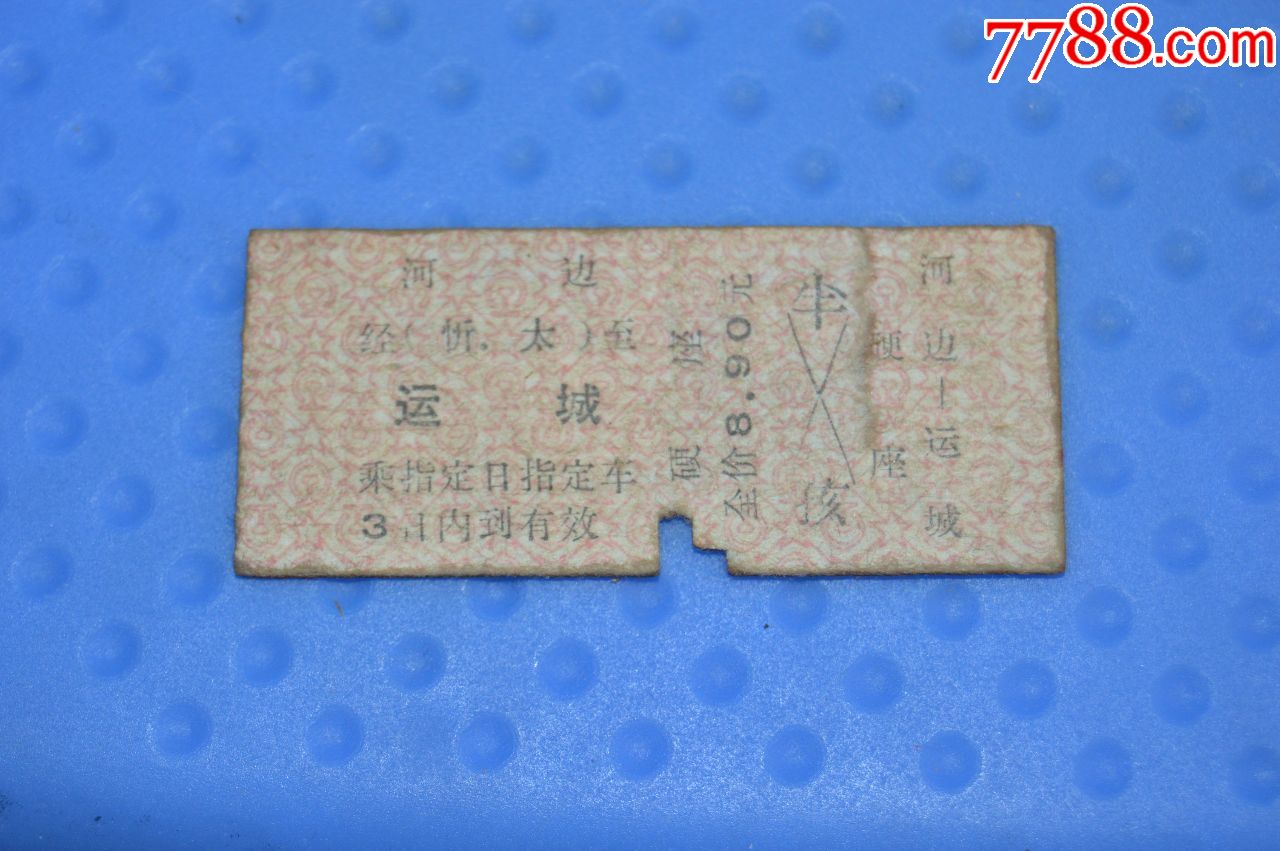 7788.com
河边
经(忻.太)至
运城
乘指定日指定车
3日内到有效
硬座
全价8.90元
半
孩
硬座
河边—运城